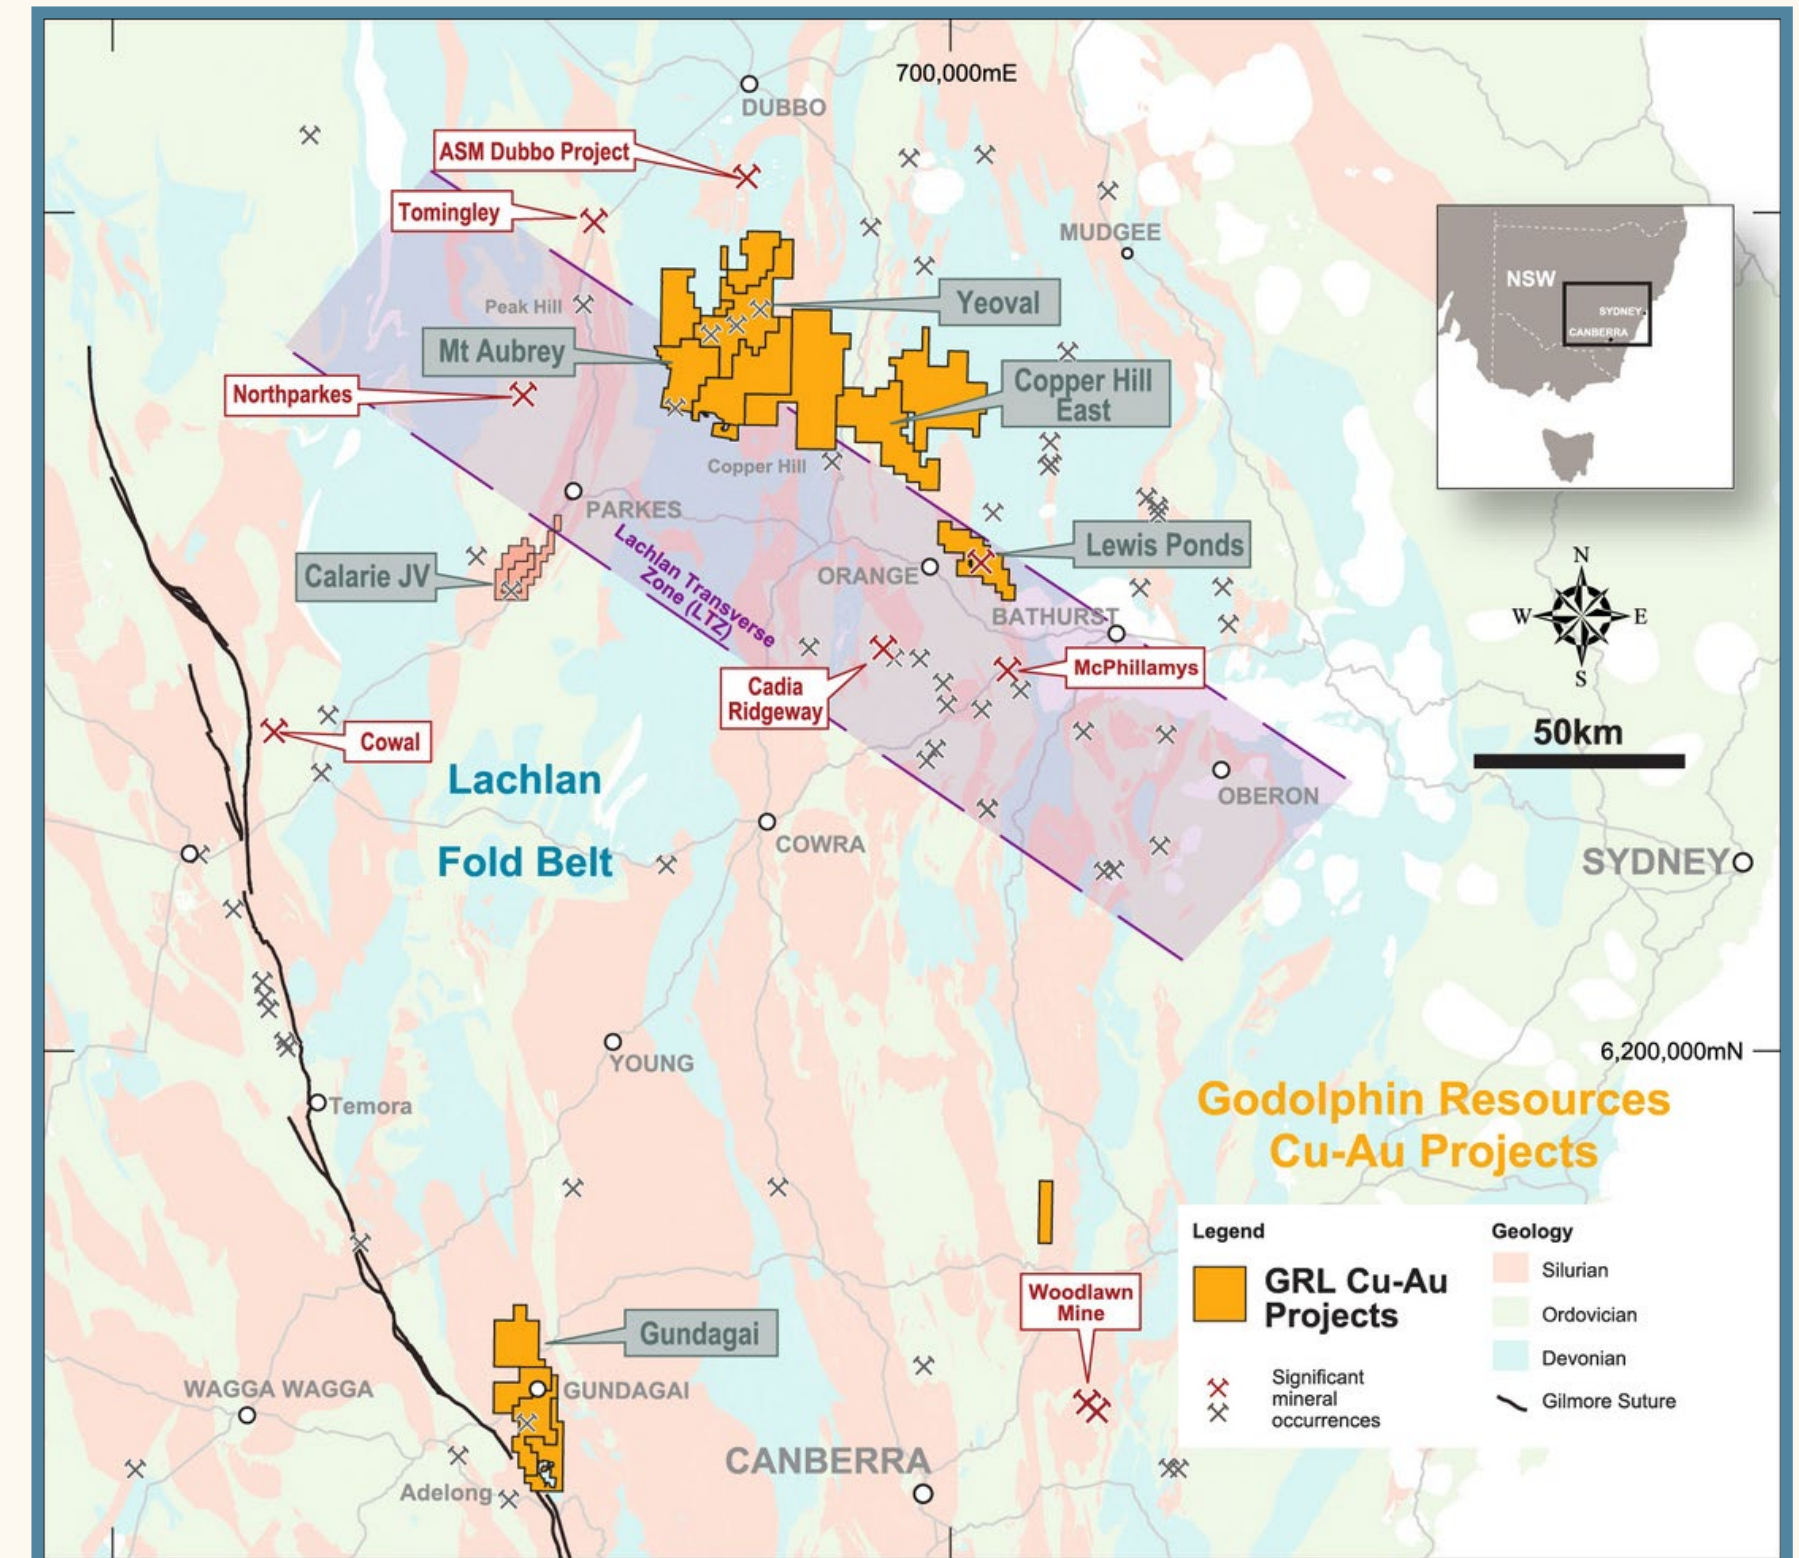 700,000mE
DUBBO
ASM Dubbo Project
Tomingley
MUDGEE
NSW
SYDNEY
CANBERRA
Peak Hill
Yeoval
Mt Aubrey
Copper Hill
East
Northparkes
Copper Hill
PARKES
Lachlan Transverse
Zone (LTZ)
Calarie JV
ORANGE
Lewis Ponds
BATHURST
N
W
E
S
McPhillamys
Cadia
Ridgeway
Cowal
50km
Lachlan
Fold Belt
OBERON
COWRA
SYDNEY
YOUNG
6,200,000mN
Temora
Godolphin Resources
Cu-Au Projects
Legend
GRL Cu-Au
Projects
Significant
mineral
occurrences
Geology
Silurian
Ordovician
Devonian
Gilmore Suture
Woodlawn
Mine
Gundagai
WAGGA WAGGA
GUNDAGAI
CANBERRA
Adelong